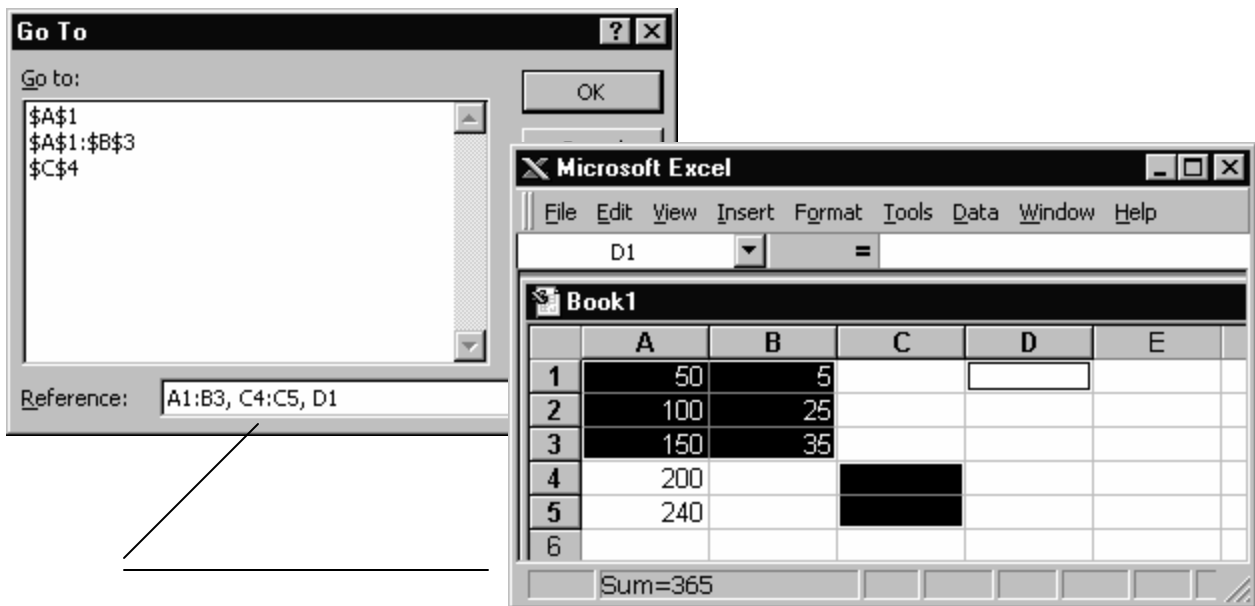 Go To
Go to:
OK
$A$1
$A$1:$B$3
$C$4
Reference: A1:B3, C4:C5, D1
Microsoft Excel
File Edit View Insert Format Tools Data Window Help
D1 =
Book1
A B C D E
1 50 5
2 100 25
3 150 35
4 200
5 240
6
Sum=365